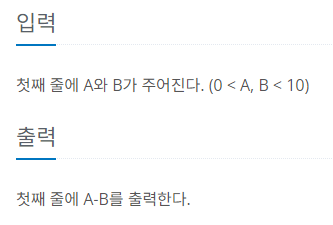 입력
첫째 줄에 A와 B가 주어진다. (0 < A, B < 10)
출력
첫째 줄에 A-B를 출력한다.